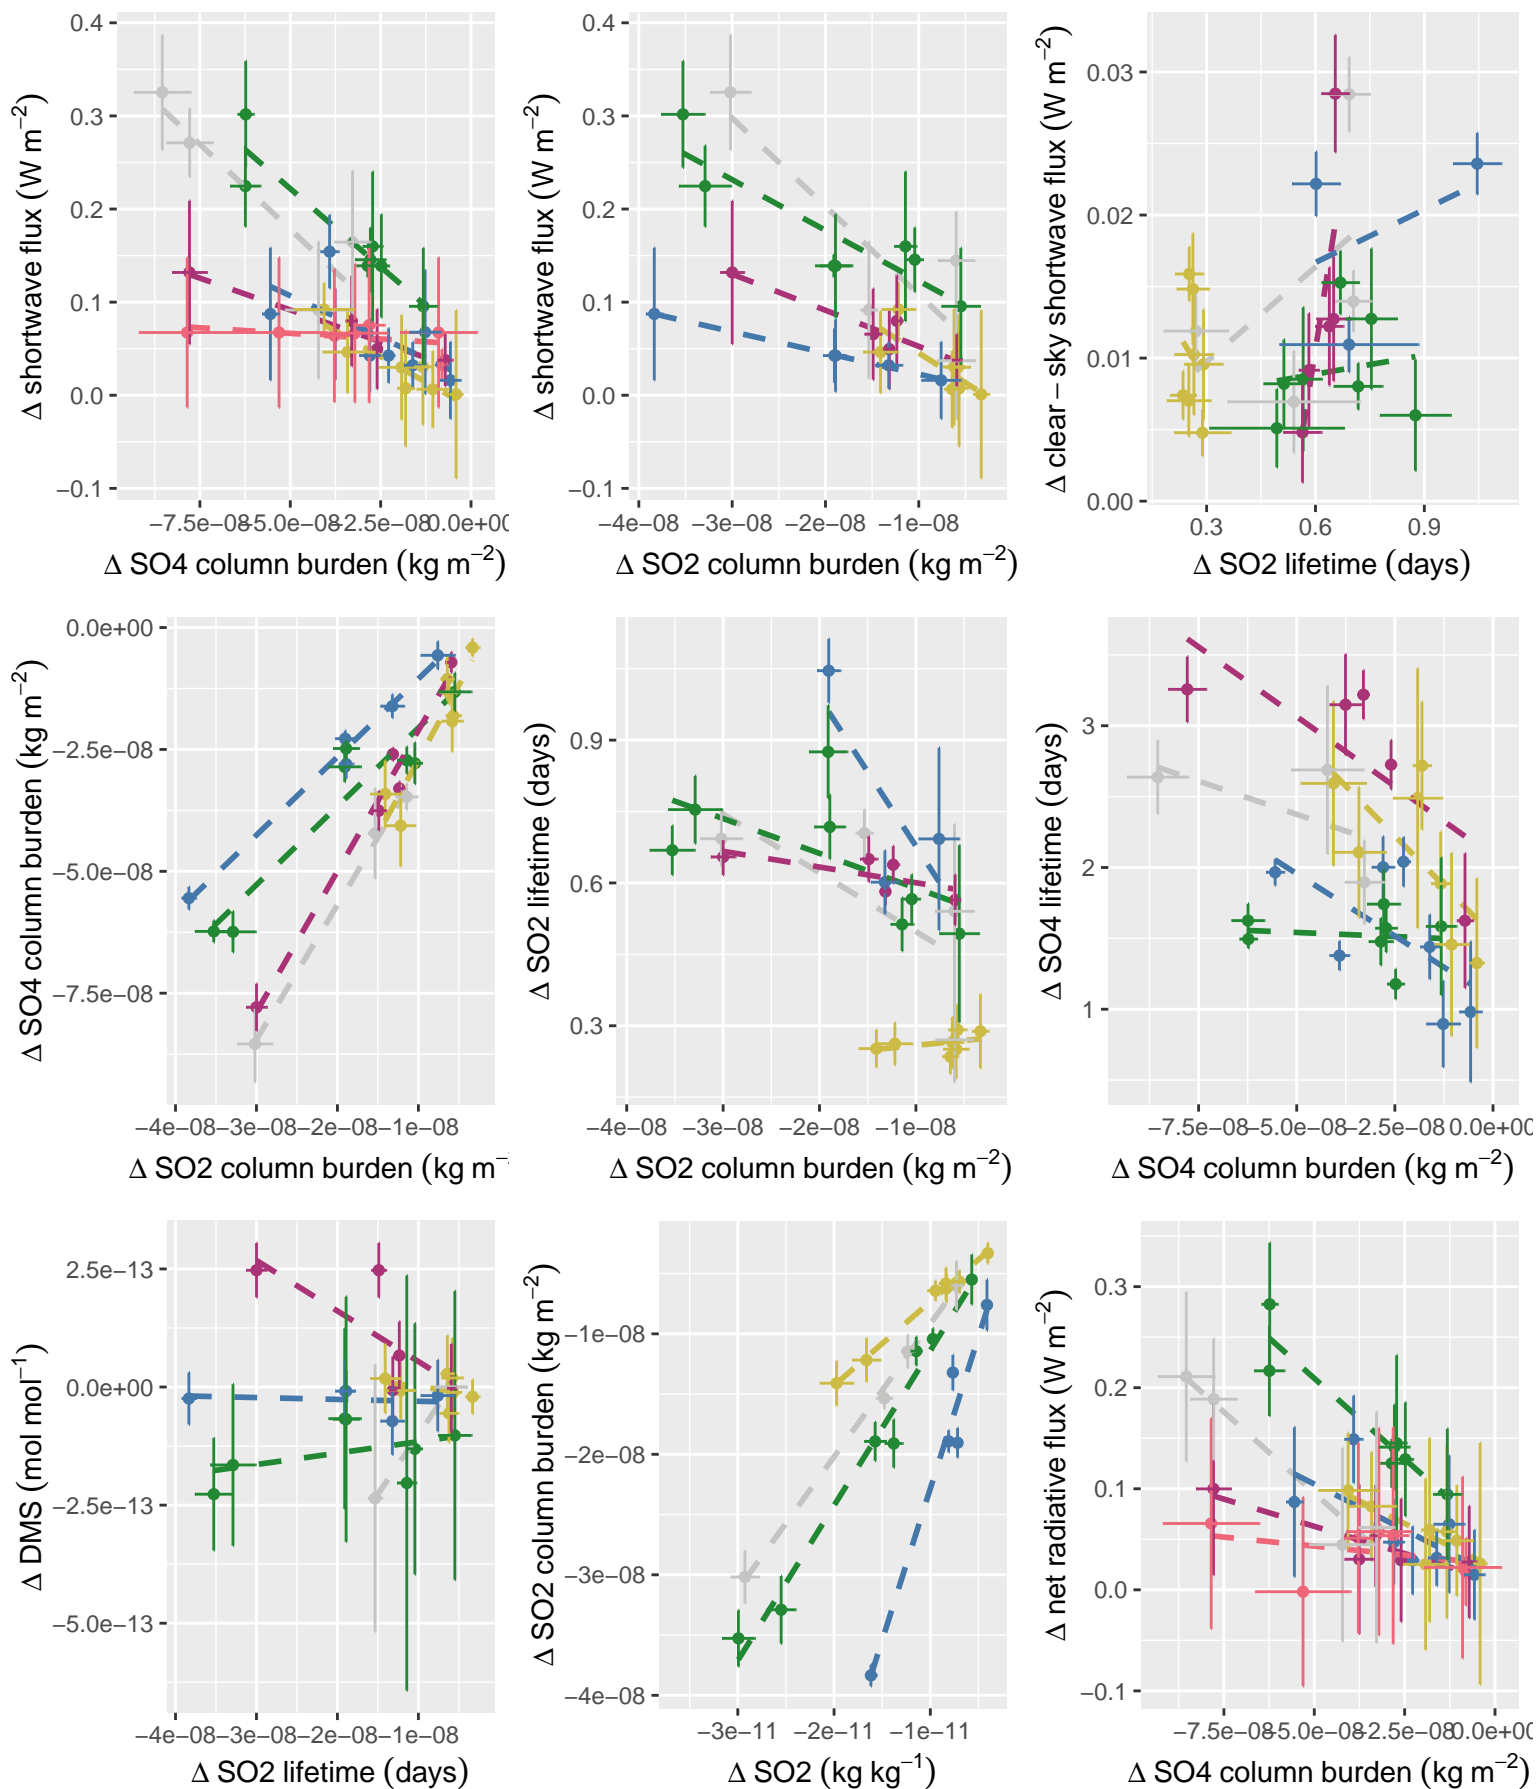 0.4
0.3
0.2
0.1
0.0
−0.1
Δ shortwave flux (W m−2)
−7.5e−08
−5.0e−08
−2.5e−08
0.0e+00
Δ SO4 column burden (kg m−2)
0.4
0.3
0.2
0.1
0.0
−0.1
Δ shortwave flux (W m−2)
−4e−08
−3e−08
−2e−08
−1e−08
Δ SO2 column burden (kg m−2)
0.03
0.02
0.01
0.00
Δ clear − sky shortwave flux (W m−2)
0.3
0.6
0.9
Δ SO2 lifetime (days)
0.0e+00
−2.5e−08
−5.0e−08
−7.5e−08
Δ SO4 column burden (kg m−2)
−4e−08
−3e−08
−2e−08
−1e−08
Δ SO2 column burden (kg m−
0.9
0.6
0.3
Δ SO2 lifetime (days)
−4e−08
−3e−08
−2e−08
−1e−08
Δ SO2 column burden (kg m−2)
3
2
1
Δ SO4 lifetime (days)
−7.5e−08
−5.0e−08
−2.5e−08
0.0e+00
Δ SO4 column burden (kg m−2)
2.5e−13
0.0e+00
−2.5e−13
−5.0e−13
Δ DMS (mol mol−1)
−4e−08
−3e−08
−2e−08
−1e−08
Δ SO2 lifetime (days)
−1e−08
−2e−08
−3e−08
−4e−08
Δ SO2 column burden (kg m−2)
−3e−11
−2e−11
−1e−11
Δ SO2 (kg kg−1)
0.3
0.2
0.1
0.0
−0.1
Δ net radiative flux (W m−2)
−7.5e−08
−5.0e−08
−2.5e−08
0.0e+00
Δ SO4 column burden (kg m−2)